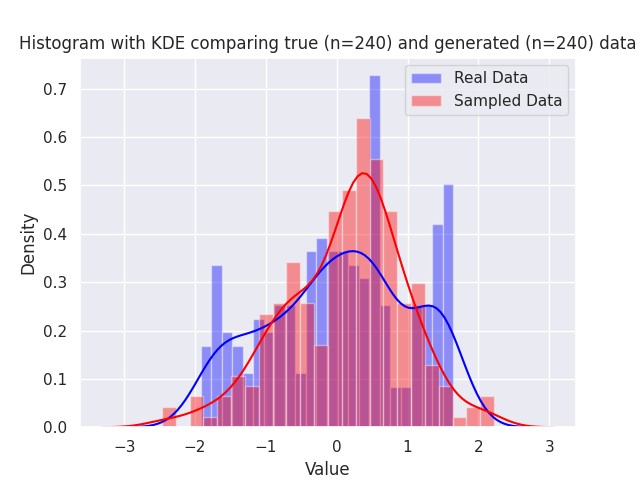 Histogram with KDE comparing true (n=240) and generated (n=240) data
Real Data
Sampled Data
Density
0.7
0.6
0.5
0.4
0.3
0.2
0.1
0.0
−3 −2 −1 0 1 2 3
Value